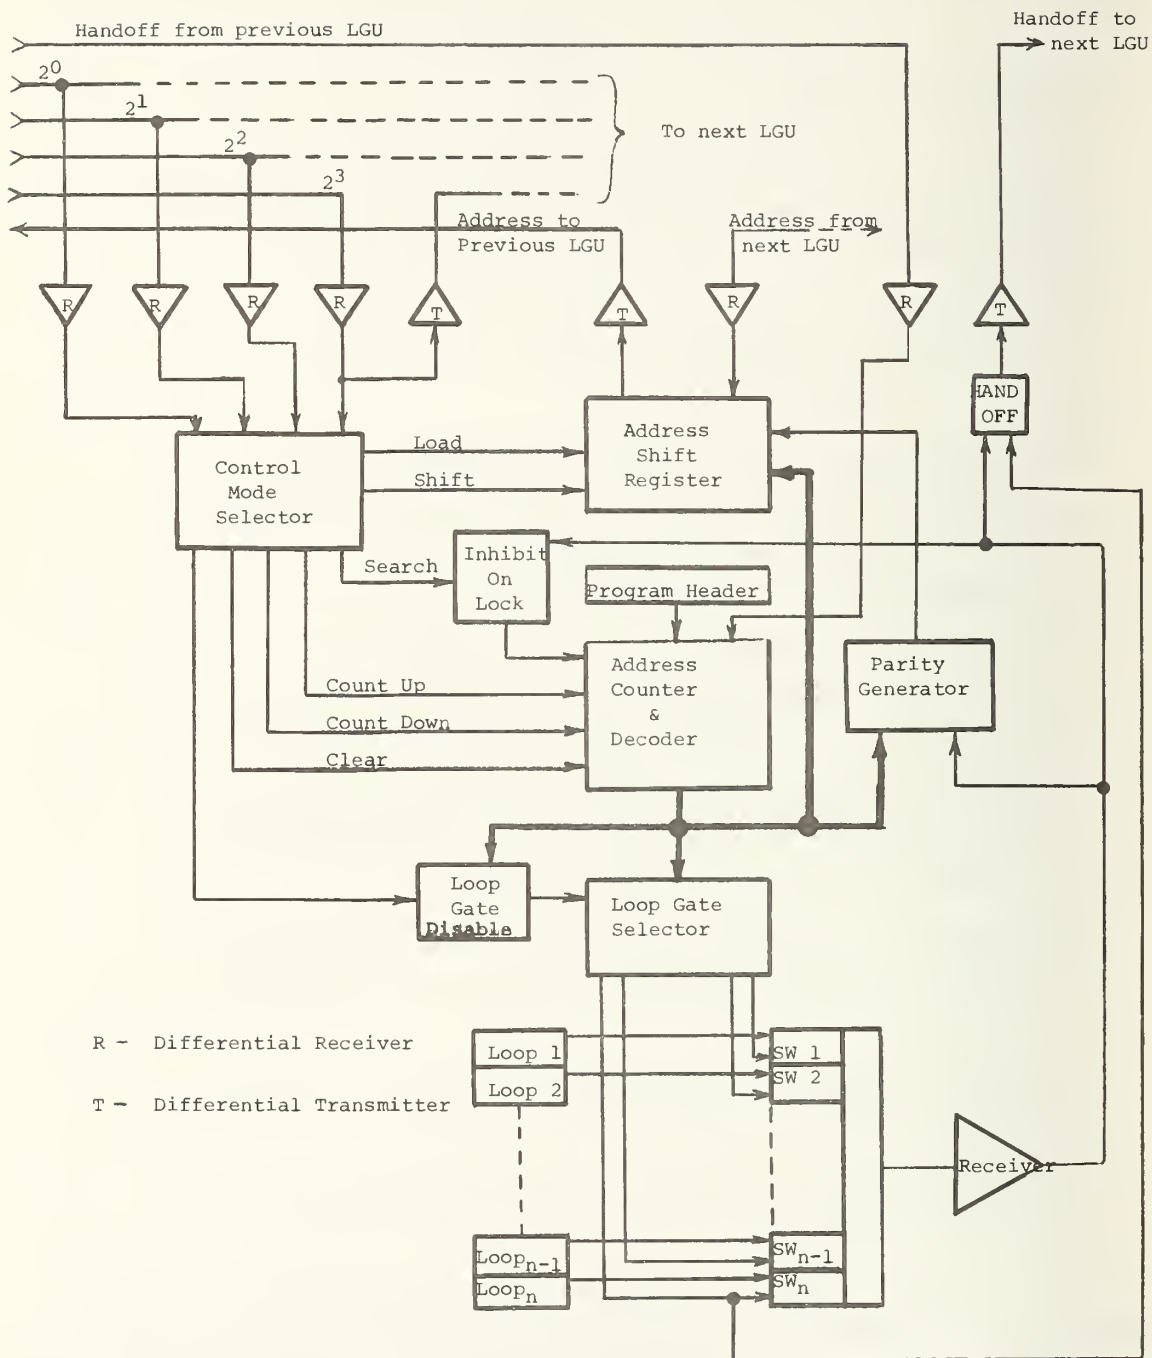 Handoff from previous LGU
Handoff to
next LGU
2⁰
2¹
2²
2³
To next LGU
Address to
Previous LGU
Address from
next LGU
R
R
R
R
T
T
R
R
T
HAND
OFF
Control
Mode
Selector
Load
Shift
Address
Shift
Register
Search
Inhibit
On
Lock
Program Header
Address
Counter
&
Decoder
Parity
Generator
Count Up
Count Down
Clear
Loop
Gate
Disable
Loop Gate
Selector
R - Differential Receiver
T - Differential Transmitter
Loop 1
Loop 2
SW 1
SW 2
Receiver
Loopₙ₋₁
Loopₙ
SWₙ₋₁
SWₙ